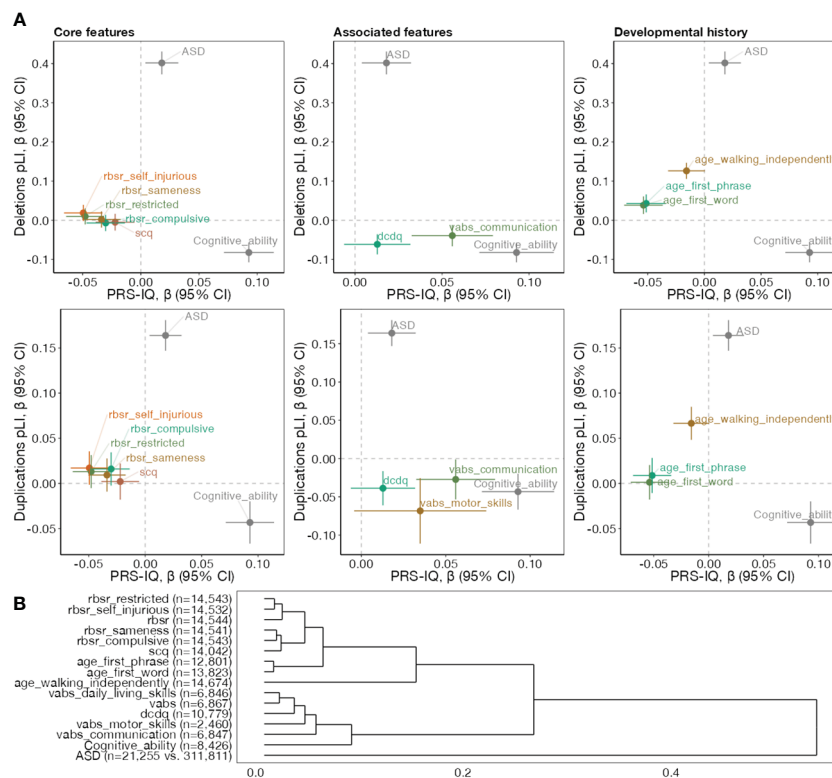 A
Core features
Associated features
Developmental history
Deletions pLI, β (95% CI)
0.4
0.3
0.2
0.1
0.0
-0.1
ASD
rbsr_self_injurious
rbsr_sameness
rbsr_restricted
rbsr_compulsive
scq
Cognitive_ability
-0.05
0.00
0.05
0.10
PRS-IQ, β (95% CI)
Deletions pLI, β (95% CI)
0.4
0.3
0.2
0.1
0.0
-0.1
ASD
vabs_communication
dcdq
Cognitive_ability
0.00
0.05
0.10
PRS-IQ, β (95% CI)
Deletions pLI, β (95% CI)
0.4
0.3
0.2
0.1
0.0
-0.1
ASD
age_walking_independently
age_first_phrase
age_first_word
Cognitive_ability
-0.05
0.00
0.05
0.10
PRS-IQ, β (95% CI)
Duplications pLI, β (95% CI)
0.15
0.10
0.05
0.00
-0.05
ASD
rbsr_self_injurious
rbsr_compulsive
rbsr_restricted
rbsr_sameness
scq
Cognitive_ability
-0.05
0.00
0.05
0.10
PRS-IQ, β (95% CI)
Duplications pLI, β (95% CI)
0.15
0.10
0.05
0.00
-0.05
-0.10
ASD
vabs_communication
dcdq
Cognitive_ability
vabs_motor_skills
0.00
0.05
0.10
PRS-IQ, β (95% CI)
Duplications pLI, β (95% CI)
0.15
0.10
0.05
0.00
-0.05
ASD
age_walking_independently
age_first_phrase
age_first_word
Cognitive_ability
-0.05
0.00
0.05
0.10
PRS-IQ, β (95% CI)
B
rbsr_restricted (n=14,543)
rbsr_self_injurious (n=14,532)
rbsr (n=14,544)
rbsr_sameness (n=14,541)
rbsr_compulsive (n=14,543)
scq (n=14,042)
age_first_phrase (n=12,801)
age_first_word (n=13,823)
age_walking_independently (n=14,674)
vabs_daily_living_skills (n=6,846)
vabs (n=6,867)
dcdq (n=10,779)
vabs_motor_skills (n=2,460)
vabs_communication (n=6,847)
Cognitive_ability (n=8,426)
ASD (n=21,255 vs. 311,811)
0.0
0.2
0.4